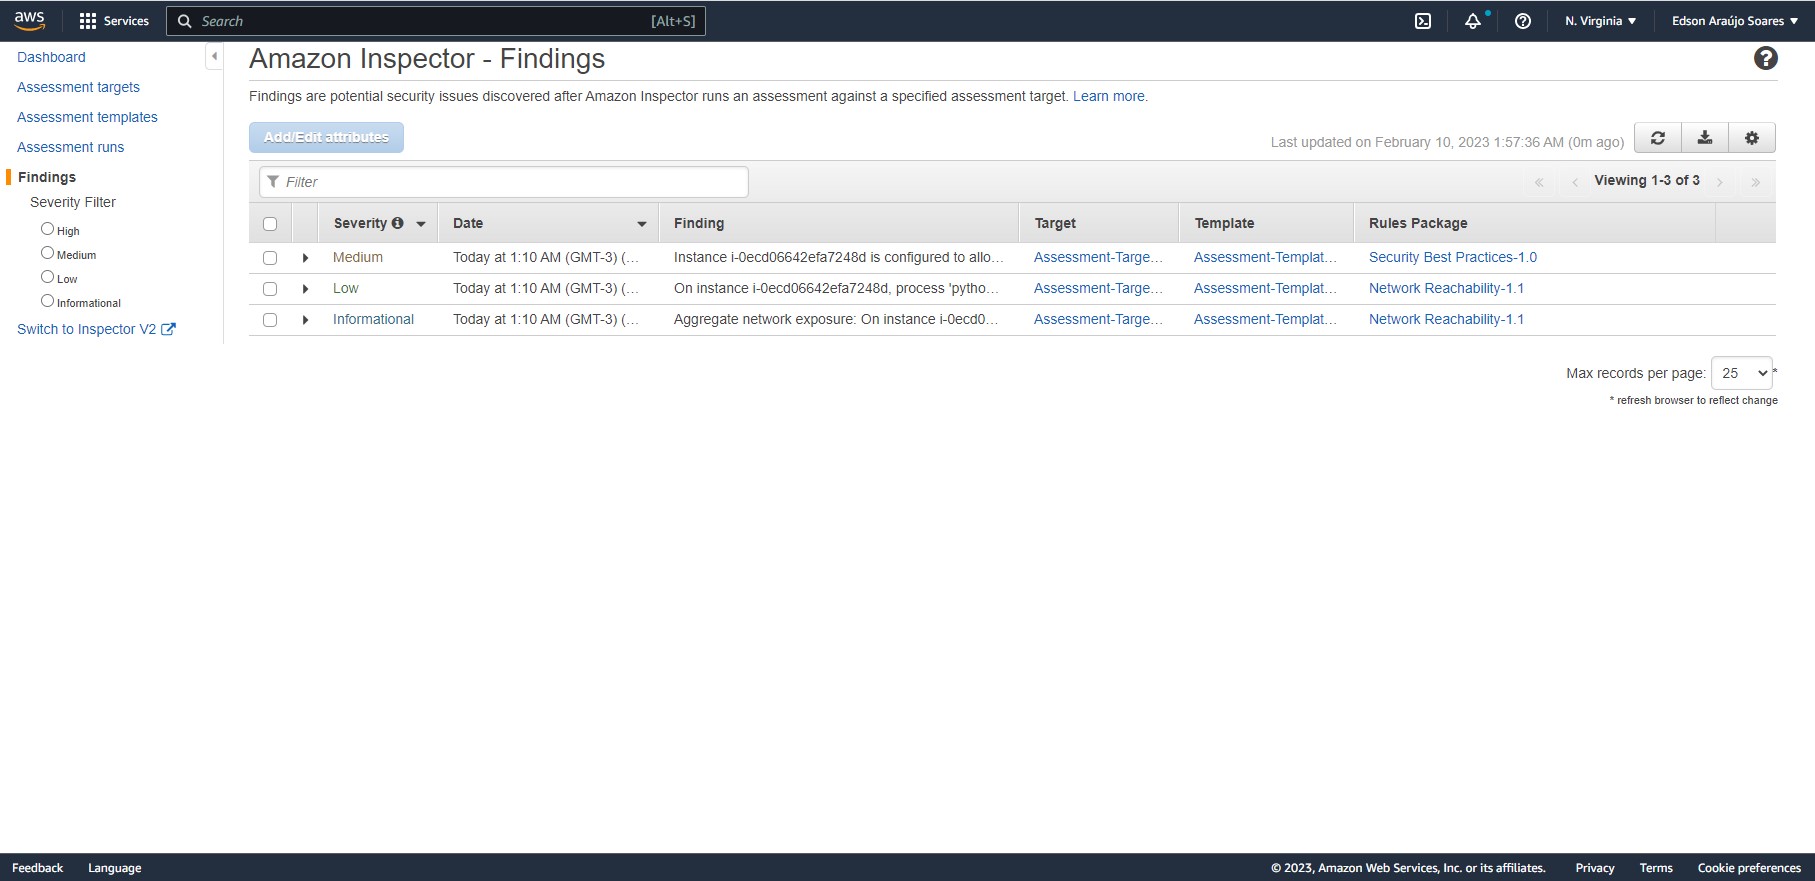 aws Services Search [Alt+S] N. Virginia Edson Araújo Soares
Dashboard
Assessment targets
Assessment templates
Assessment runs
Findings
Severity Filter
High
Medium
Low
Informational
Switch to Inspector V2
Amazon Inspector - Findings
Findings are potential security issues discovered after Amazon Inspector runs an assessment against a specified assessment target. Learn more.
Add/Edit attributes
Last updated on February 10, 2023 1:57:36 AM (0m ago)
Filter
Viewing 1-3 of 3
Severity Date Finding Target Template Rules Package
Medium Today at 1:10 AM (GMT-3) (… Instance i-0ecd06642efa7248d is configured to allo… Assessment-Targe… Assessment-Templat… Security Best Practices-1.0
Low Today at 1:10 AM (GMT-3) (… On instance i-0ecd06642efa7248d, process 'pytho… Assessment-Targe… Assessment-Templat… Network Reachability-1.1
Informational Today at 1:10 AM (GMT-3) (… Aggregate network exposure: On instance i-0ecd0… Assessment-Targe… Assessment-Templat… Network Reachability-1.1
Max records per page: 25 *
* refresh browser to reflect change
Feedback Language © 2023, Amazon Web Services, Inc. or its affiliates. Privacy Terms Cookie preferences